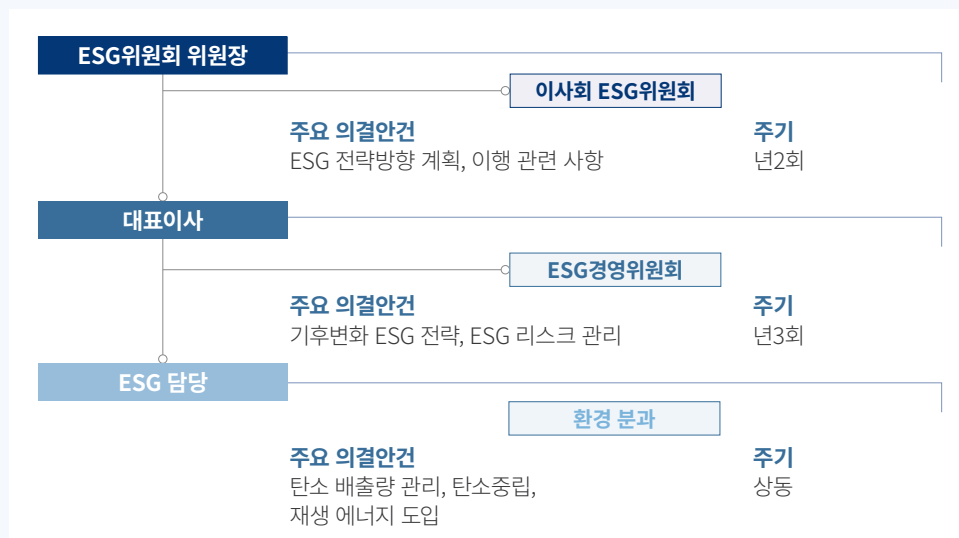 ESG위원회 위원장
이사회 ESG위원회
주요 의결안건
주기
ESG 전략방향 계획, 이행 관련 사항
년2회
대표이사
ESG경영위원회
주요 의결안건
주기
기후변화 ESG 전략, ESG 리스크 관리
년3회
ESG 담당
환경 분과
주요 의결안건
주기
탄소 배출량 관리, 탄소중립,
상동
재생 에너지 도입